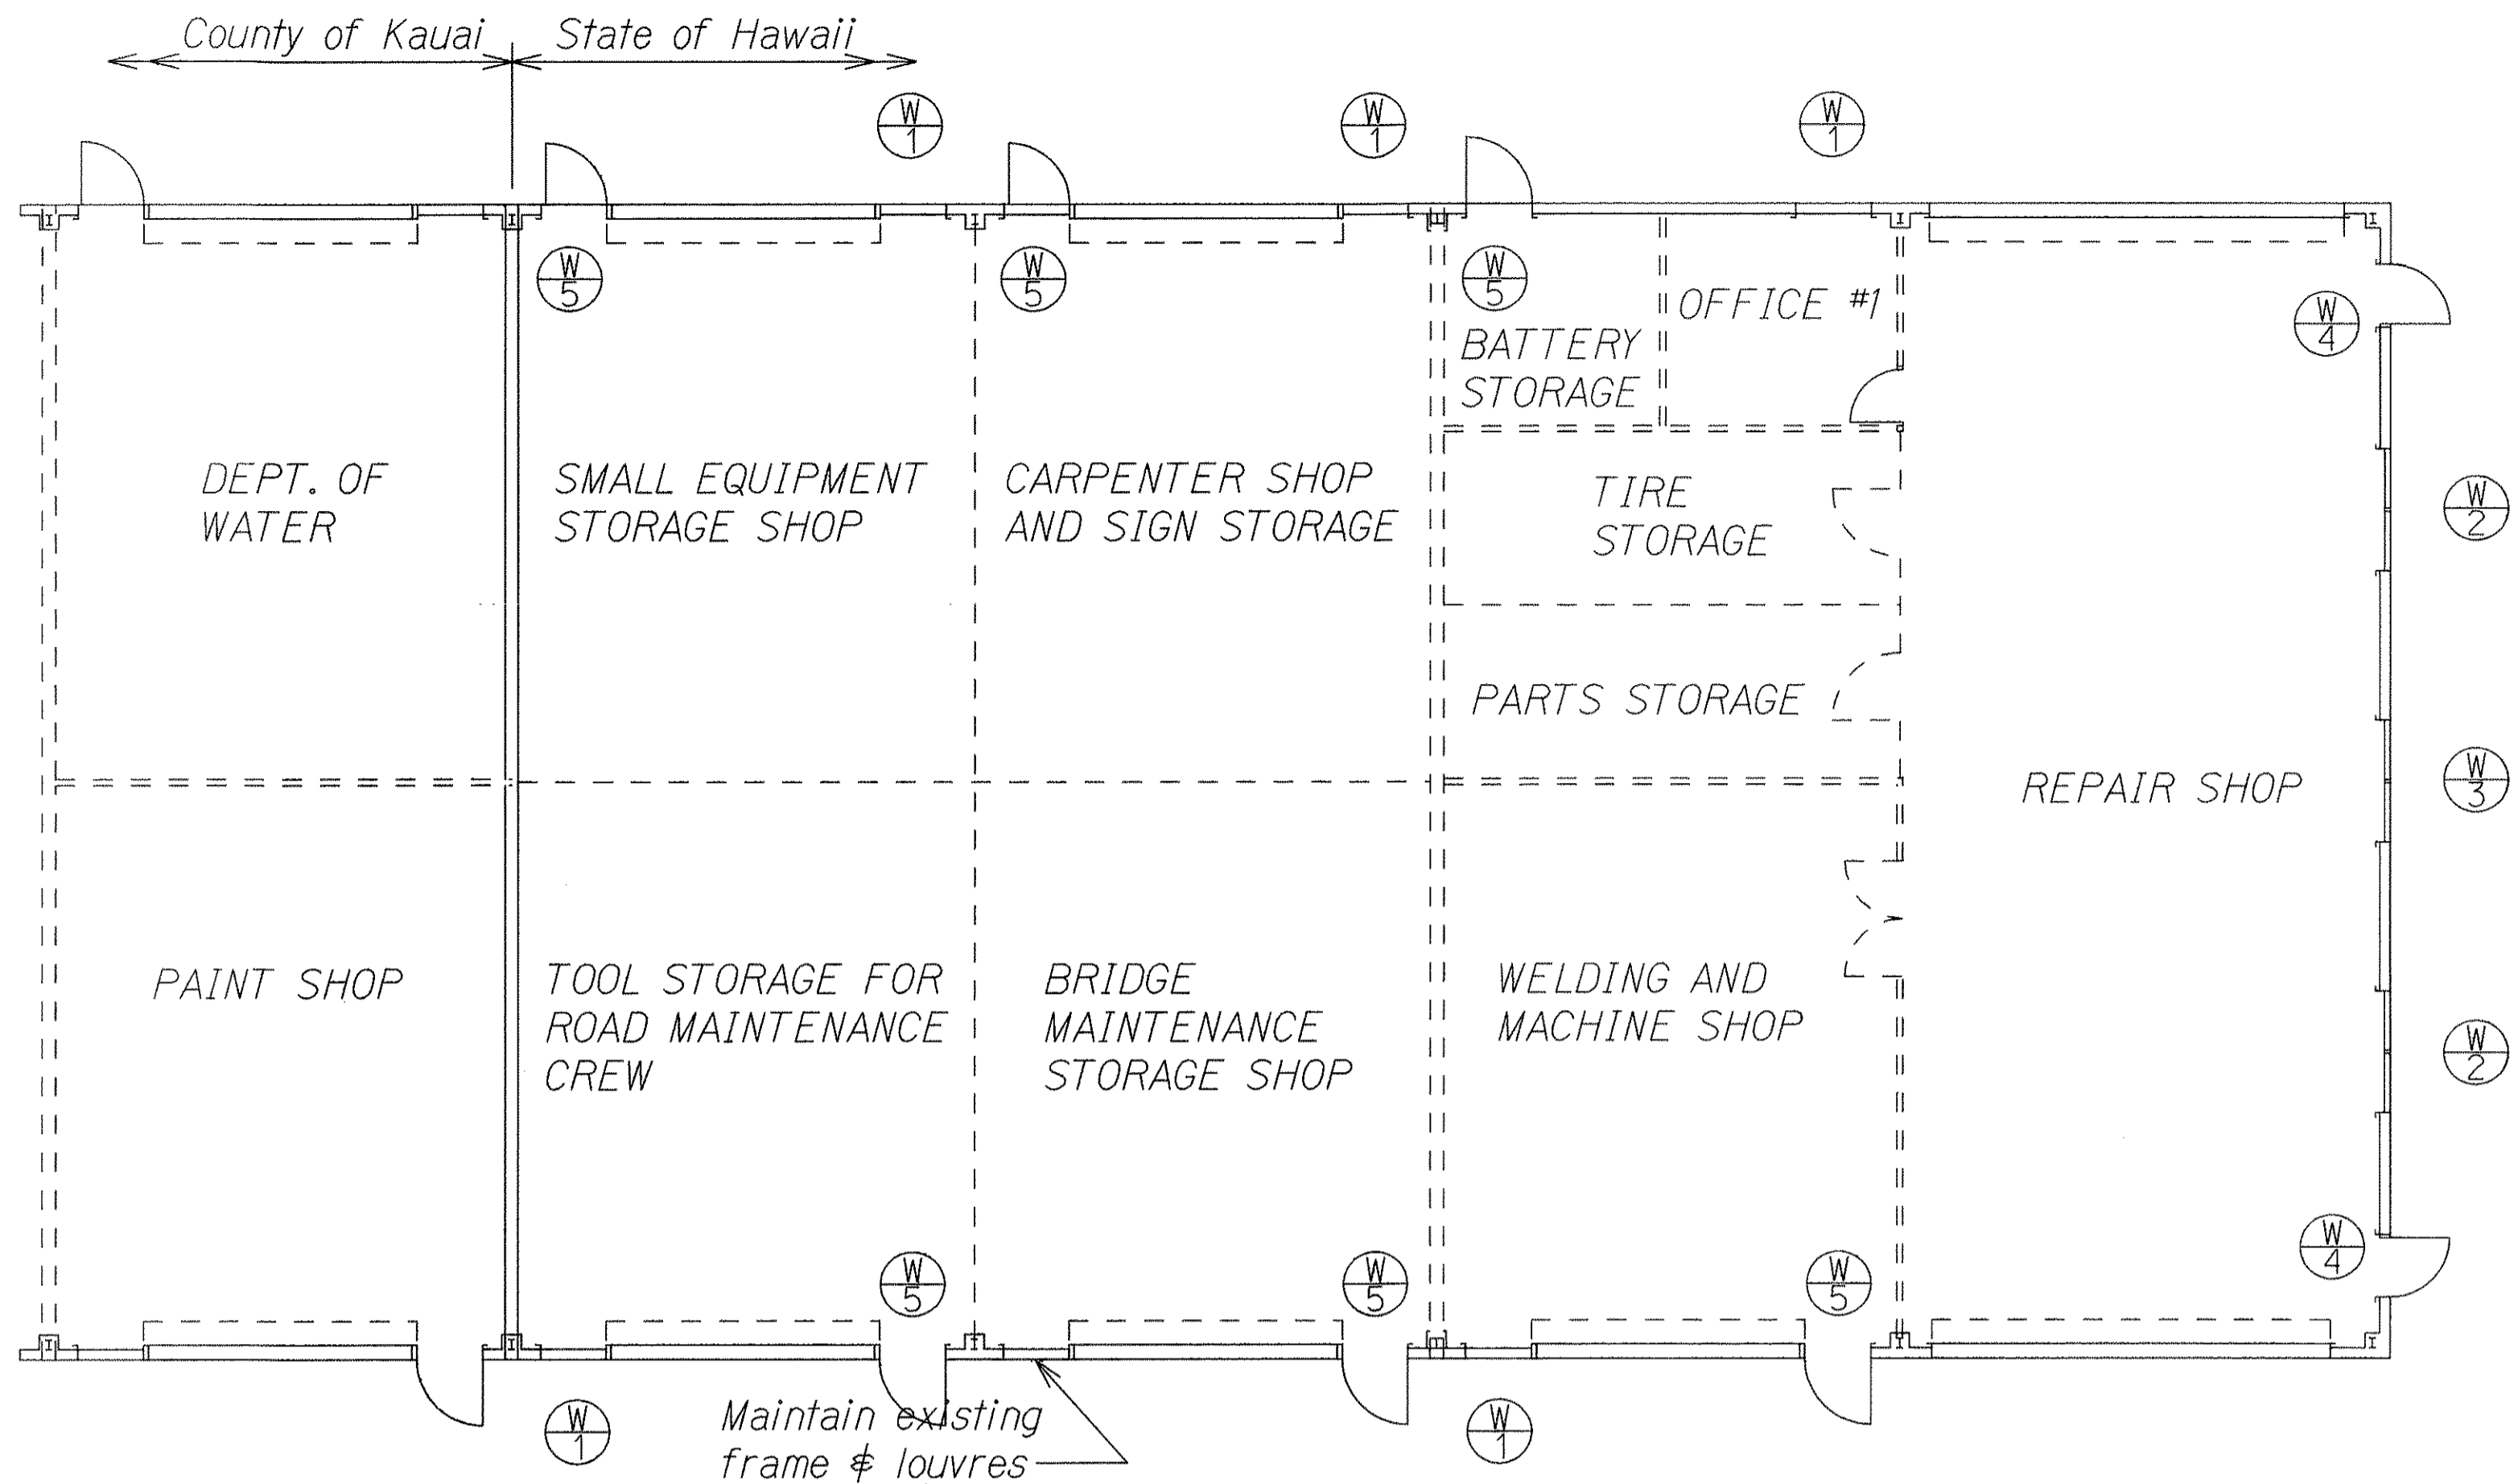 County of Kauai
State of Hawaii
W
1
W
1
W
1
W
5
W
5
W
5
OFFICE #1
W
4
BATTERY
STORAGE
DEPT. OF
WATER
SMALL EQUIPMENT
STORAGE SHOP
CARPENTER SHOP
AND SIGN STORAGE
TIRE
STORAGE
W
2
PARTS STORAGE
REPAIR SHOP
W
3
PAINT SHOP
TOOL STORAGE FOR
ROAD MAINTENANCE
CREW
BRIDGE
MAINTENANCE
STORAGE SHOP
WELDING AND
MACHINE SHOP
W
2
W
4
W
5
W
5
W
5
W
1
Maintain existing
frame & louvres
W
1